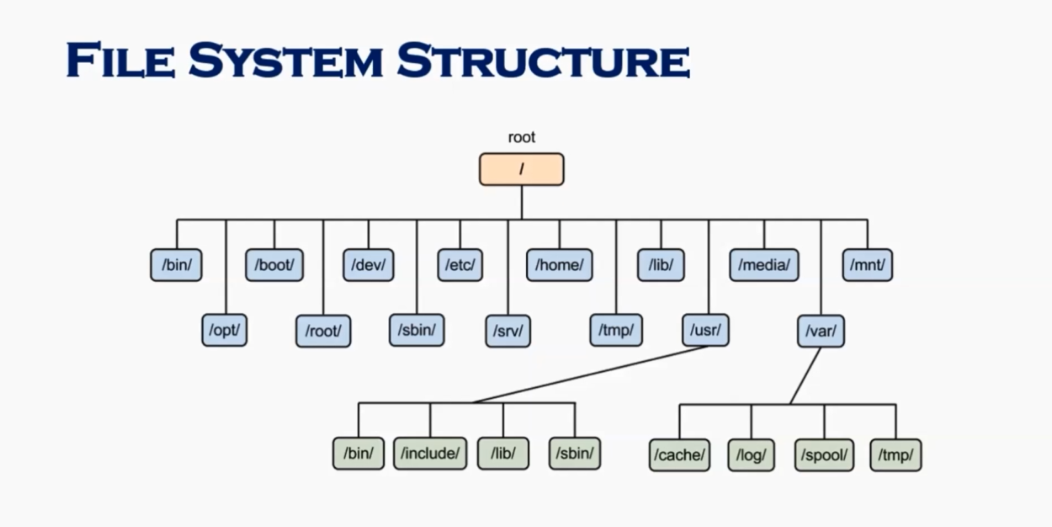 FILE SYSTEM STRUCTURE
root
/
/bin/ /boot/ /dev/ /etc/ /home/ /lib/ /media/ /mnt/
/opt/ /root/ /sbin/ /srv/ /tmp/ /usr/ /var/
/bin/ /include/ /lib/ /sbin/ /cache/ /log/ /spool/ /tmp/